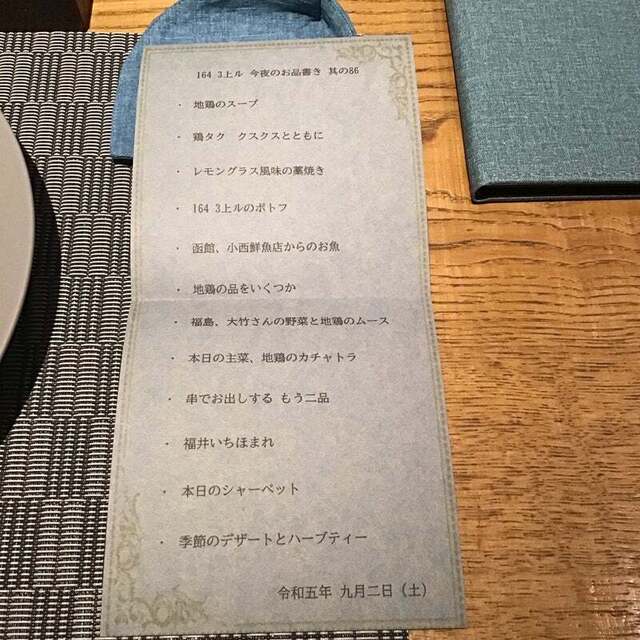 164 3上ル 今夜のお品書き 其の86
・ 地鶏のスープ
・ 鶏タク クスクスとともに
・ レモングラス風味の藁焼き
・ 164 3上ルのポトフ
・ 函館、小西鮮魚店からのお魚
・ 地鶏の品をいくつか
・ 福島、大竹さんの野菜と地鶏のムース
・ 本日の主菜、地鶏のカチャトラ
・ 串でお出しする もう二品
・ 福井いちほまれ
・ 本日のシャーベット
・ 季節のデザートとハーブティー
令和五年 九月二日（土）